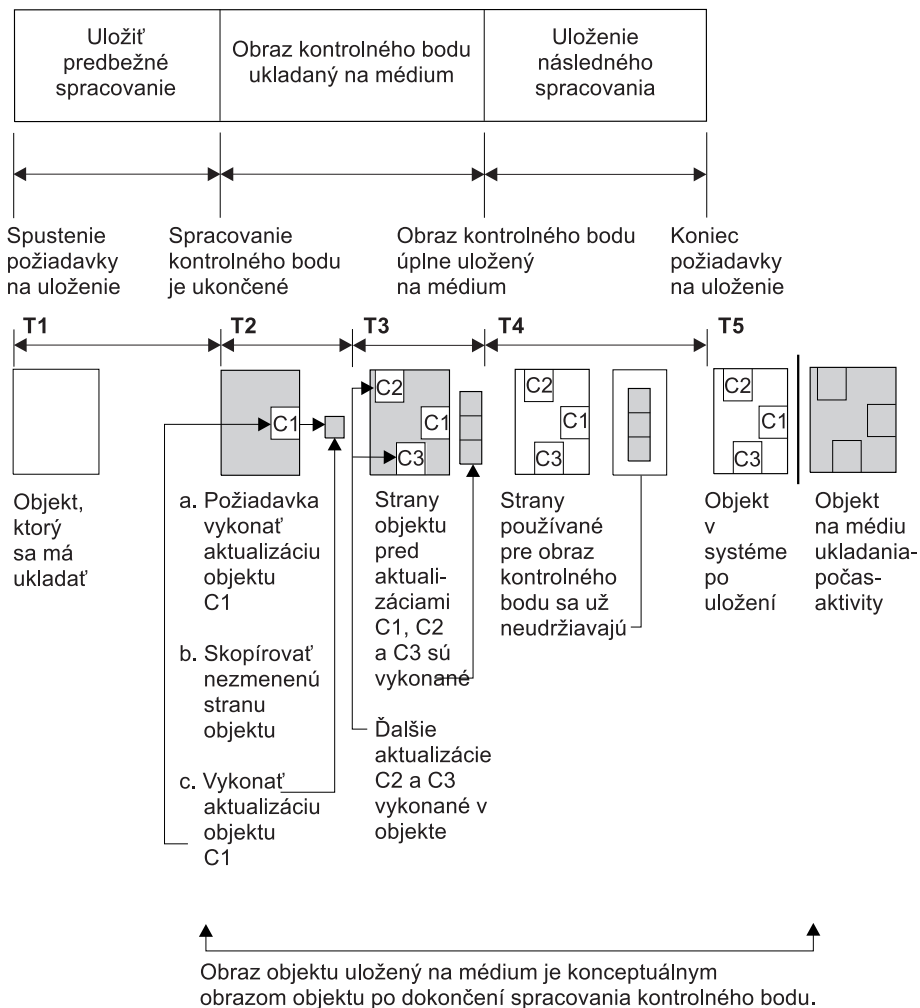 Uložiť
predbežné
spracovanie
Obraz kontrolného bodu
ukladaný na médium
Uloženie
následného
spracovania
Spustenie
požiadavky
na uloženie
Spracovanie
kontrolného bodu
je ukončené
Obraz kontrolného bodu
úplne uložený
na médium
Koniec
požiadavky
na uloženie
T1
T2
T3
T4
T5
C1
C2
C1
C3
C2
C1
C3
C2
C1
C3
Objekt,
ktorý
sa má
ukladať
a. Požiadavka
vykonať
aktualizáciu
objektu
C1
b. Skopírovať
nezmenenú
stranu
objektu
c. Vykonať
aktualizáciu
objektu
C1
Strany
objektu
pred
aktuali-
záciami
C1, C2
a C3 sú
vykonané
Ďalšie
aktualizácie
C2 a C3
vykonané v
objekte
Strany
používané
pre obraz
kontrolného
bodu sa už
neudržiavajú
Objekt
v
systéme
po
uložení
Objekt
na médiu
ukladania-
počas-
aktivity
Obraz objektu uložený na médium je konceptuálnym
obrazom objektu po dokončení spracovania kontrolného bodu.